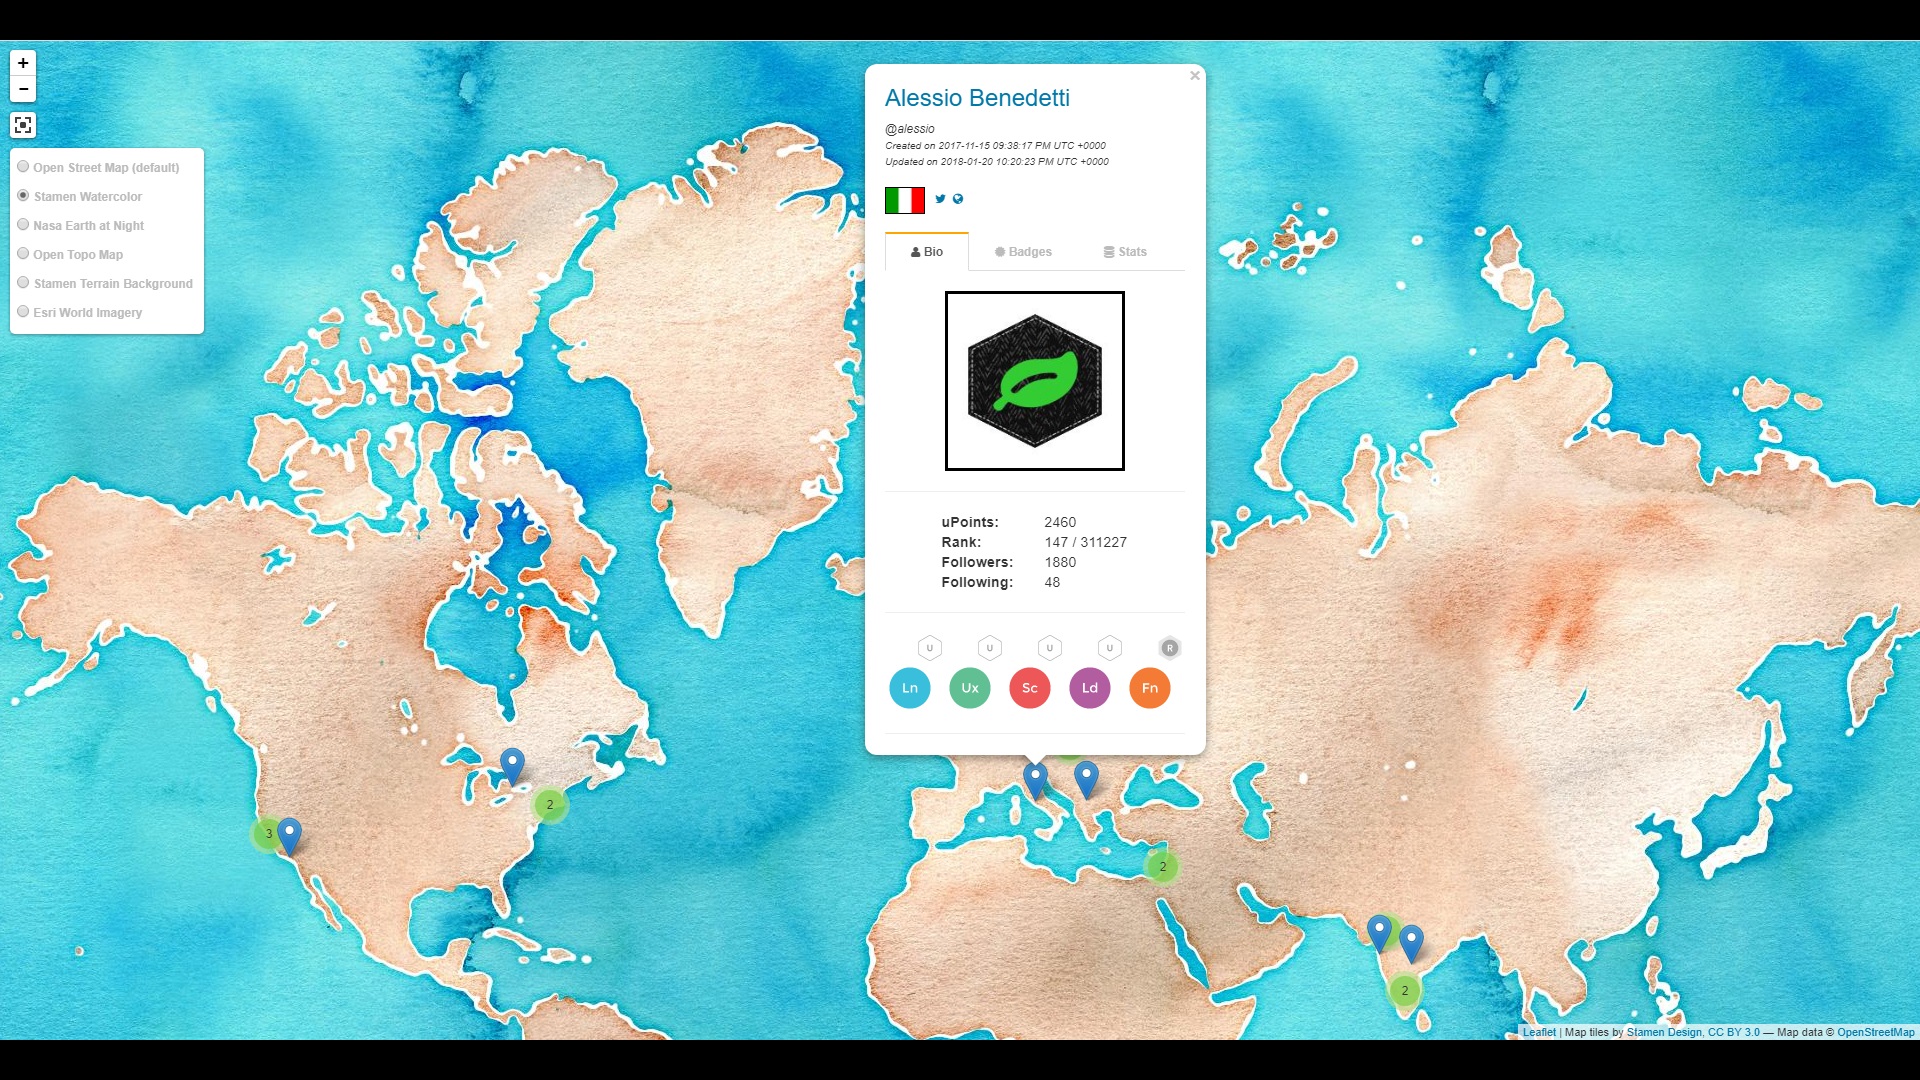 +
−
Open Street Map (default)
Stamen Watercolor
Nasa Earth at Night
Open Topo Map
Stamen Terrain Background
Esri World Imagery
×
Alessio Benedetti
@alessio
Created on 2017-11-15 09:38:17 PM UTC +0000
Updated on 2018-01-20 10:20:23 PM UTC +0000
Bio Badges Stats
uPoints: 2460
Rank: 147 / 311227
Followers: 1880
Following: 48
U U U U R
Ln Ux Sc Ld Fn
2
3
2
2
Leaflet | Map tiles by Stamen Design, CC BY 3.0 — Map data © OpenStreetMap